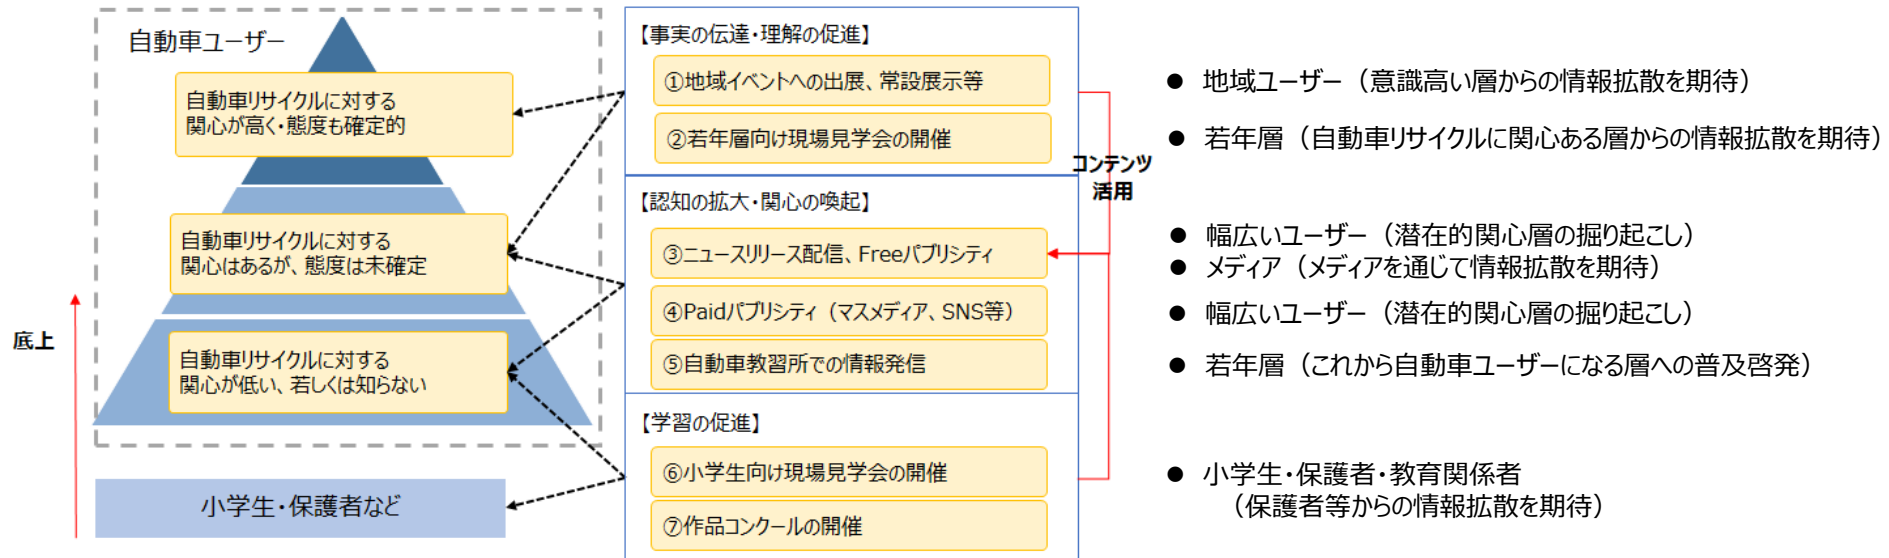 自動車ユーザー
自動車リサイクルに対する
関心が高く・態度も確定的
自動車リサイクルに対する
関心はあるが、態度は未確定
自動車リサイクルに対する
関心が低い、若しくは知らない
底上
小学生・保護者など
【事実の伝達・理解の促進】
①地域イベントへの出展、常設展示等
②若年層向け現場見学会の開催
【認知の拡大・関心の喚起】
③ニュースリリース配信、Freeパブリシティ
④Paidパブリシティ（マスメディア、SNS等）
⑤自動車教習所での情報発信
【学習の促進】
⑥小学生向け現場見学会の開催
⑦作品コンクールの開催
コンテンツ
活用
● 地域ユーザー（意識高い層からの情報拡散を期待）
● 若年層（自動車リサイクルに関心ある層からの情報拡散を期待）
● 幅広いユーザー（潜在的関心層の掘り起こし）
● メディア（メディアを通じて情報拡散を期待）
● 幅広いユーザー（潜在的関心層の掘り起こし）
● 若年層（これから自動車ユーザーになる層への普及啓発）
● 小学生・保護者・教育関係者
（保護者等からの情報拡散を期待）